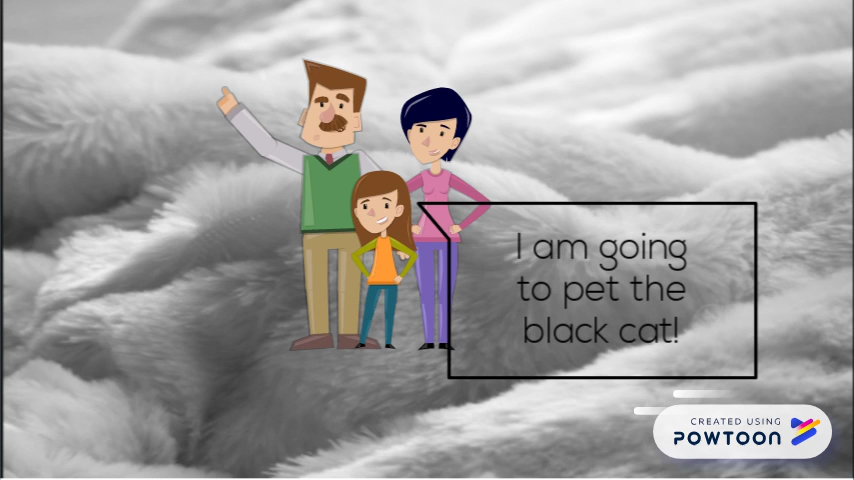 I am going
to pet the
black cat!
CREATED USING
POWTOON